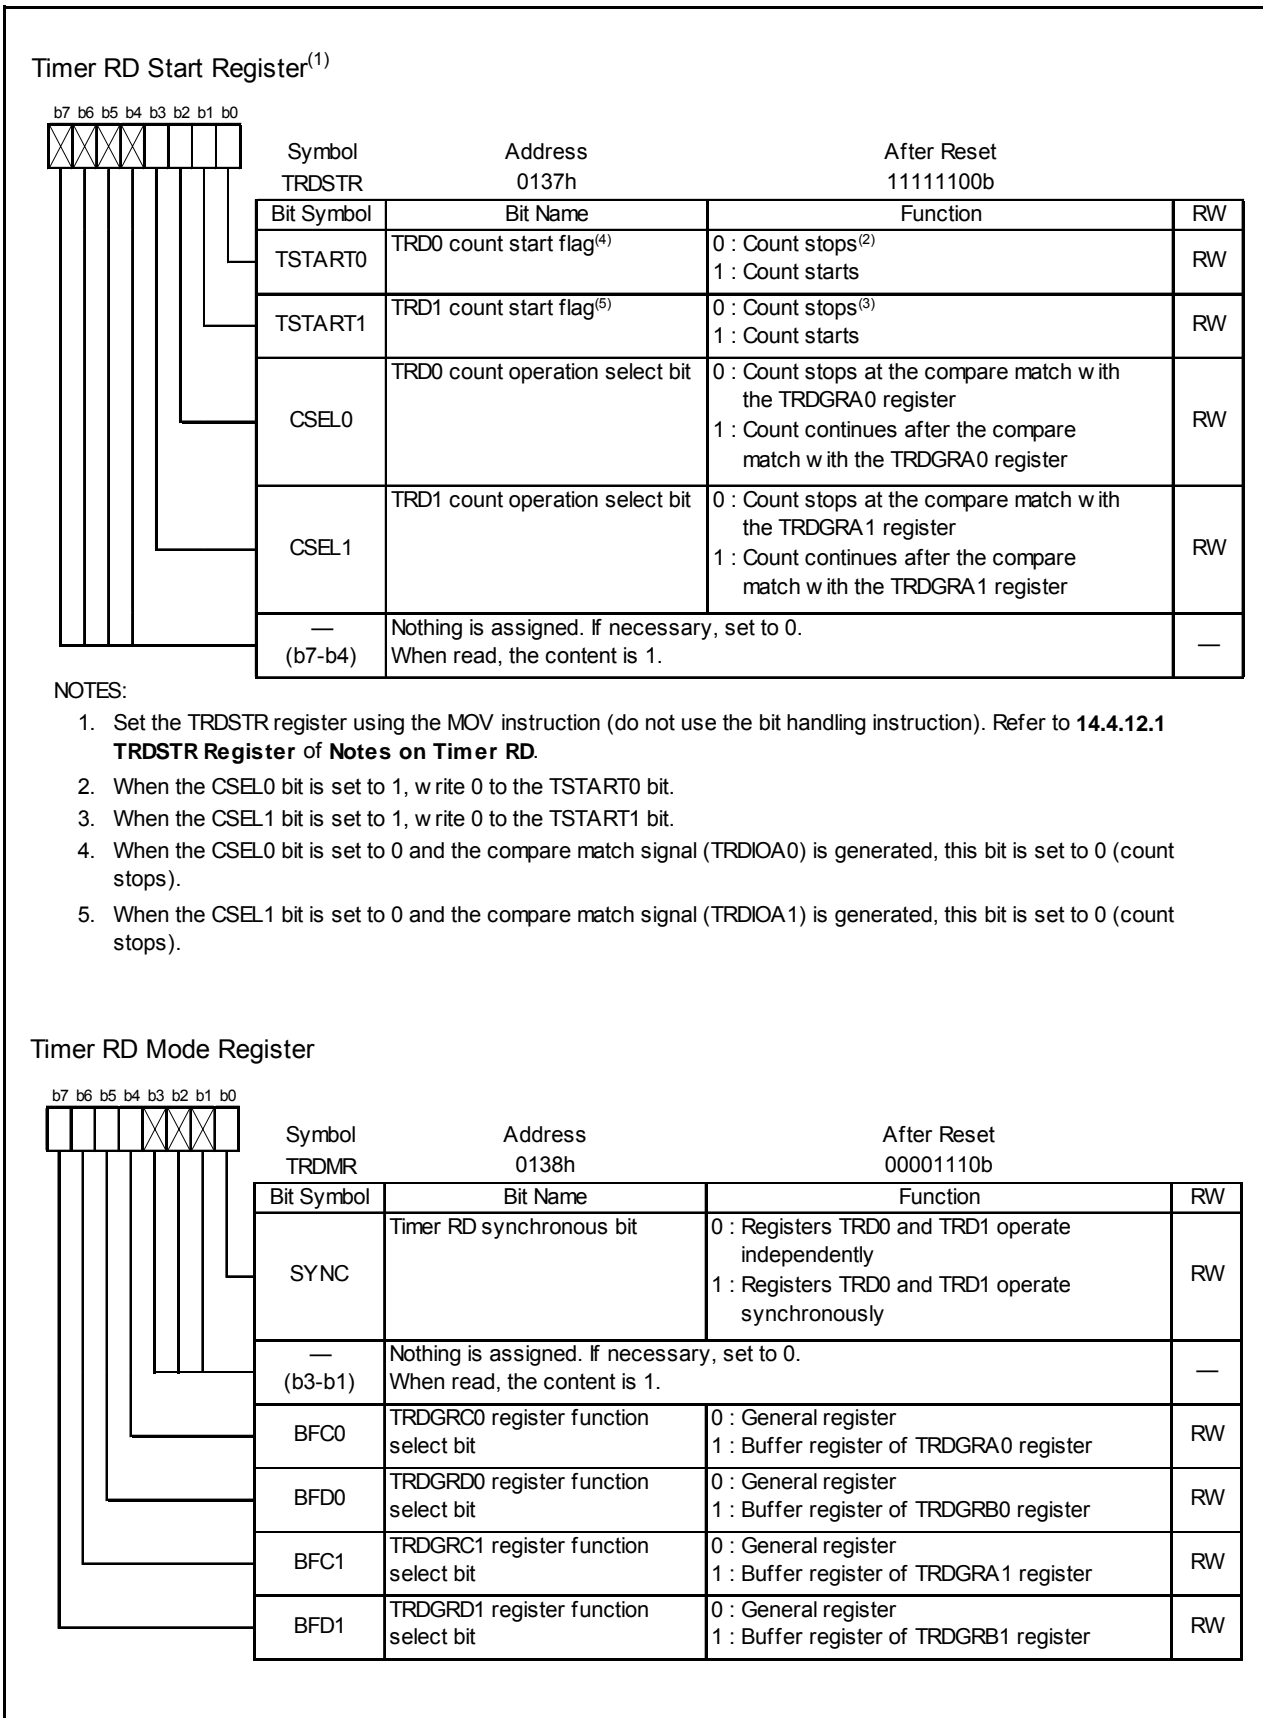 Timer RD Start Register(1)
b7 b6 b5 b4 b3 b2 b1 b0
Symbol Address After Reset
TRDSTR 0137h 11111100b
Bit Symbol Bit Name Function RW
TSTART0 TRD0 count start flag(4) 0 : Count stops(2) RW
1 : Count starts
TSTART1 TRD1 count start flag(5) 0 : Count stops(3) RW
1 : Count starts
CSEL0 TRD0 count operation select bit 0 : Count stops at the compare match with RW
the TRDGRA0 register
1 : Count continues after the compare
match with the TRDGRA0 register
CSEL1 TRD1 count operation select bit 0 : Count stops at the compare match with RW
the TRDGRA1 register
1 : Count continues after the compare
match with the TRDGRA1 register
— Nothing is assigned. If necessary, set to 0. —
(b7-b4) When read, the content is 1.
NOTES:
1. Set the TRDSTR register using the MOV instruction (do not use the bit handling instruction). Refer to 14.4.12.1
TRDSTR Register of Notes on Timer RD.
2. When the CSEL0 bit is set to 1, write 0 to the TSTART0 bit.
3. When the CSEL1 bit is set to 1, write 0 to the TSTART1 bit.
4. When the CSEL0 bit is set to 0 and the compare match signal (TRDIOA0) is generated, this bit is set to 0 (count
stops).
5. When the CSEL1 bit is set to 0 and the compare match signal (TRDIOA1) is generated, this bit is set to 0 (count
stops).
Timer RD Mode Register
b7 b6 b5 b4 b3 b2 b1 b0
Symbol Address After Reset
TRDMR 0138h 00001110b
Bit Symbol Bit Name Function RW
SYNC Timer RD synchronous bit 0 : Registers TRD0 and TRD1 operate RW
independently
1 : Registers TRD0 and TRD1 operate
synchronously
— Nothing is assigned. If necessary, set to 0. —
(b3-b1) When read, the content is 1.
BFC0 TRDGRC0 register function 0 : General register RW
select bit 1 : Buffer register of TRDGRA0 register
BFD0 TRDGRD0 register function 0 : General register RW
select bit 1 : Buffer register of TRDGRB0 register
BFC1 TRDGRC1 register function 0 : General register RW
select bit 1 : Buffer register of TRDGRA1 register
BFD1 TRDGRD1 register function 0 : General register RW
select bit 1 : Buffer register of TRDGRB1 register